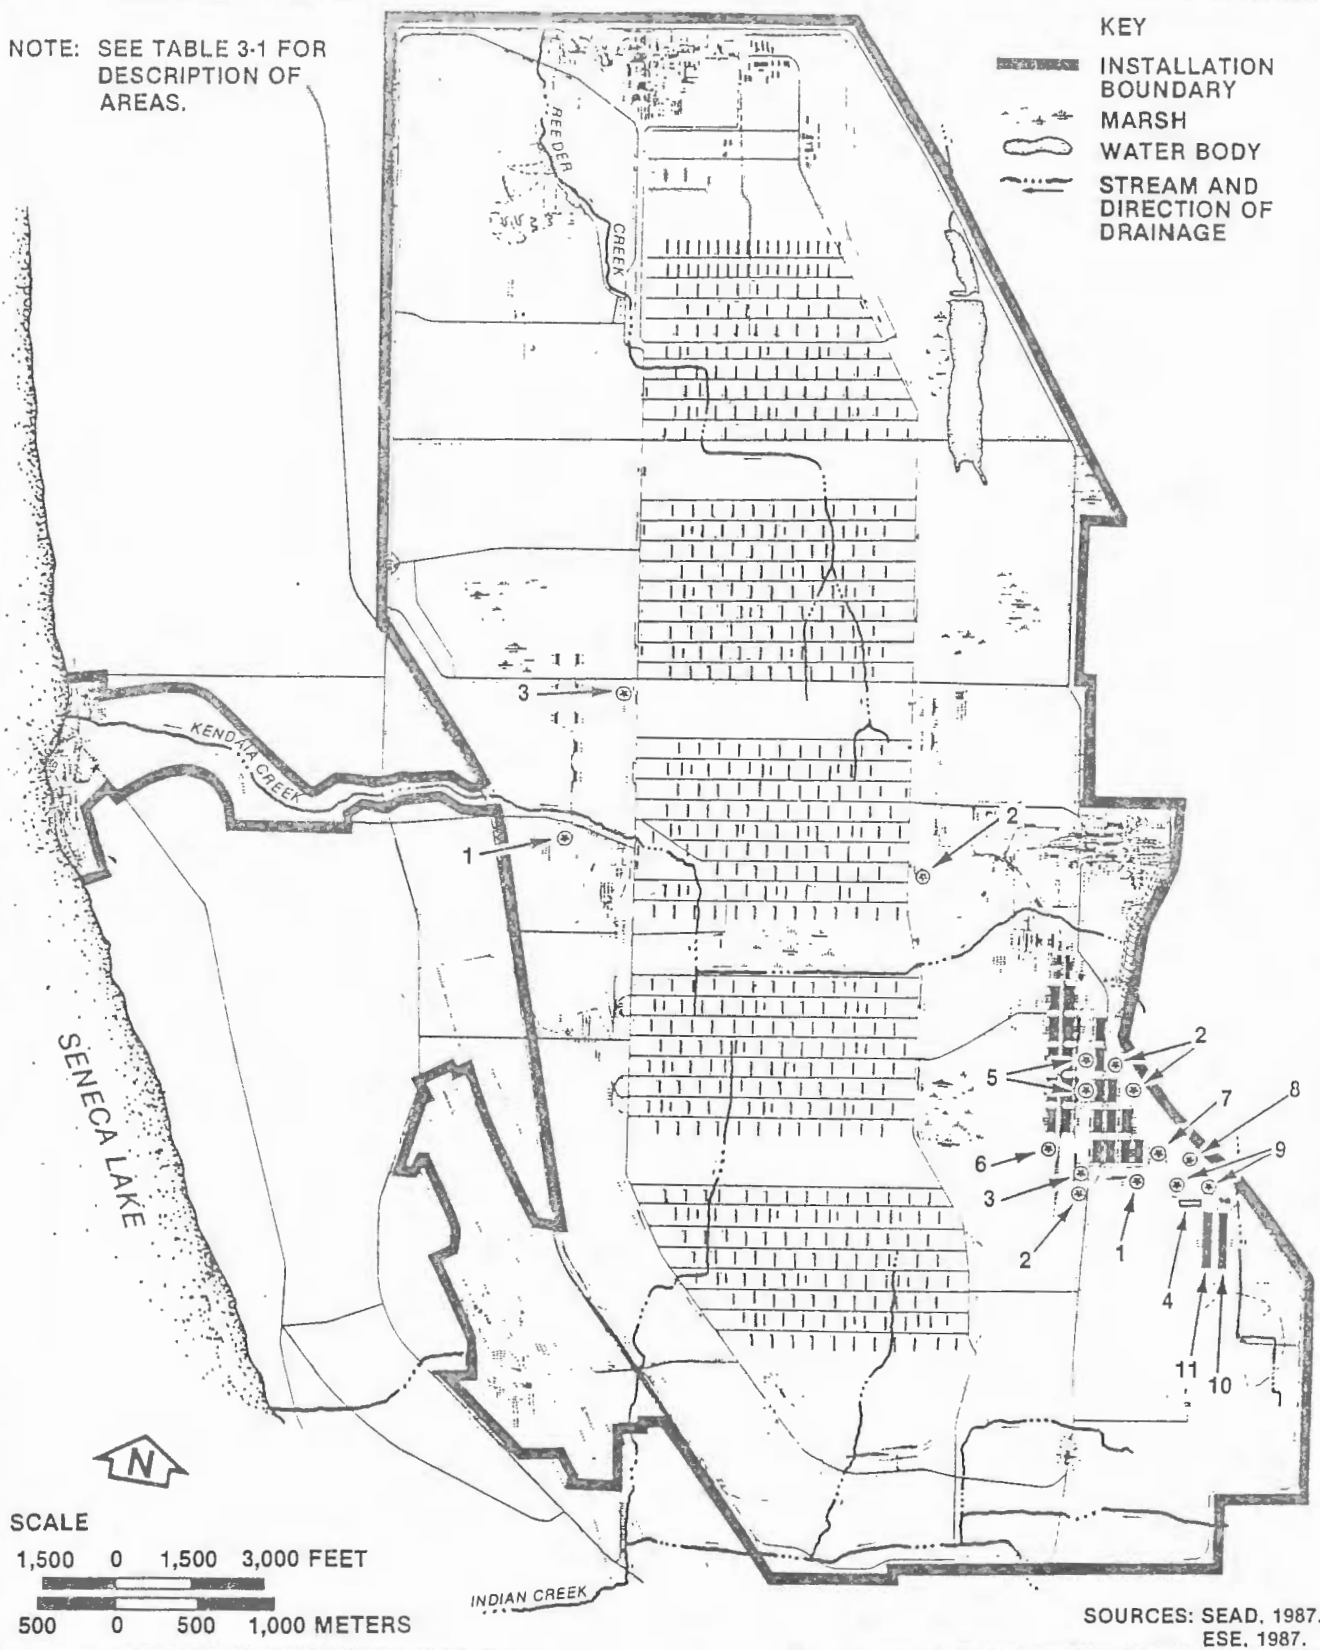 NOTE: SEE TABLE 3-1 FOR
DESCRIPTION OF
AREAS.
KEY
INSTALLATION
BOUNDARY
MARSH
WATER BODY
STREAM AND
DIRECTION OF
DRAINAGE
REEDER
CREEK
3
KENDAIA CREEK
1
2
SENECA LAKE
5
2
7
8
6
9
3
2
1
4
11
10
N
SCALE
1,500 0 1,500 3,000 FEET
500 0 500 1,000 METERS
INDIAN CREEK
SOURCES: SEAD, 1987.
ESE, 1987.